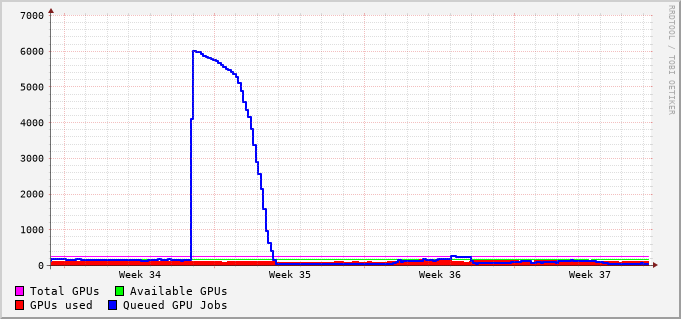 7000
6000
5000
4000
3000
2000
1000
0
Week 34 Week 35 Week 36 Week 37
Total GPUs Available GPUs
GPUs used Queued GPU Jobs
RRDTOOL / TOBI OETIKER